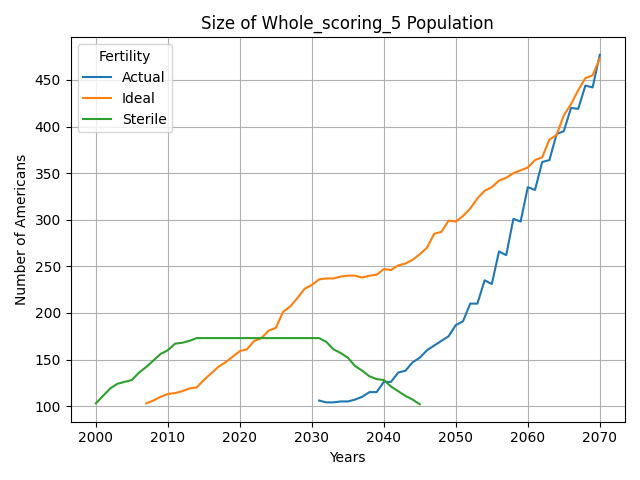 Size of Whole_scoring_5 Population
Fertility
Actual
Ideal
Sterile
Number of Americans
450
400
350
300
250
200
150
100
2000 2010 2020 2030 2040 2050 2060 2070
Years